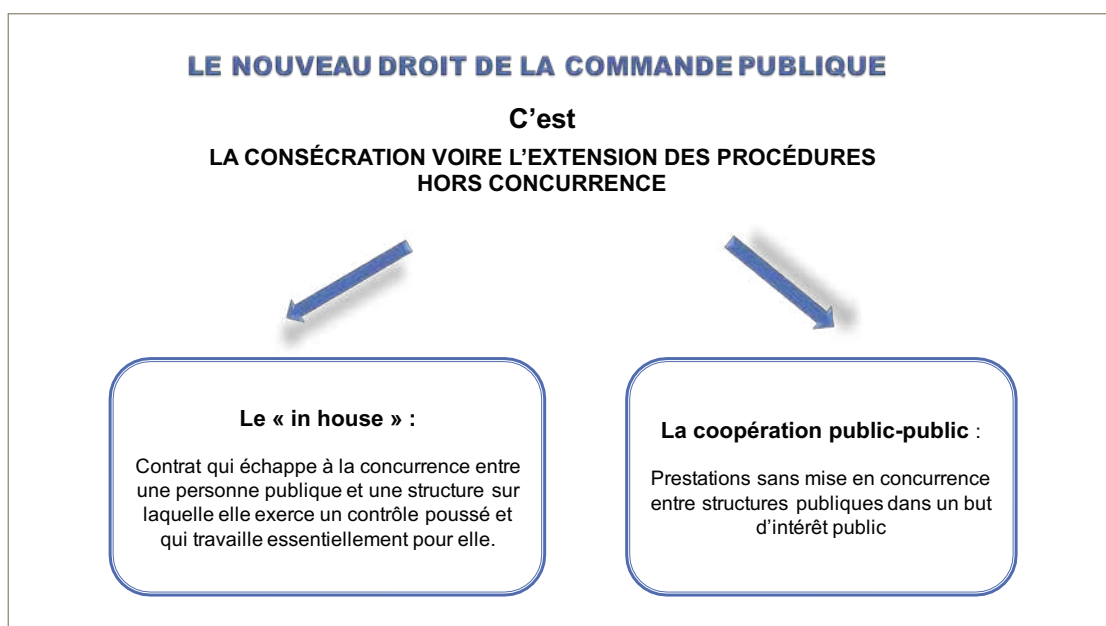 LE NOUVEAU DROIT DE LA COMMANDE PUBLIQUE
C’est
LA CONSÉCRATION VOIRE L’EXTENSION DES PROCÉDURES
HORS CONCURRENCE
Le « in house » :
Contrat qui échappe à la concurrence entre
une personne publique et une structure sur
laquelle elle exerce un contrôle poussé et
qui travaille essentiellement pour elle.
La coopération public-public :
Prestations sans mise en concurrence
entre structures publiques dans un but
d’intérêt public